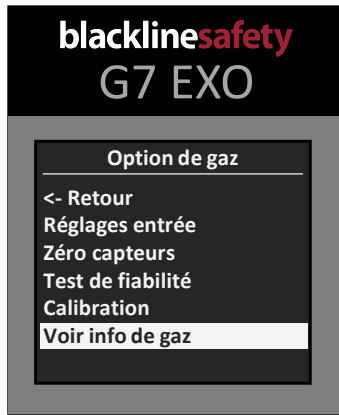 blacklinesafety
G7 EXO
Option de gaz
<- Retour
Réglages entrée
Zéro capteurs
Test de fiabilité
Calibration
Voir info de gaz